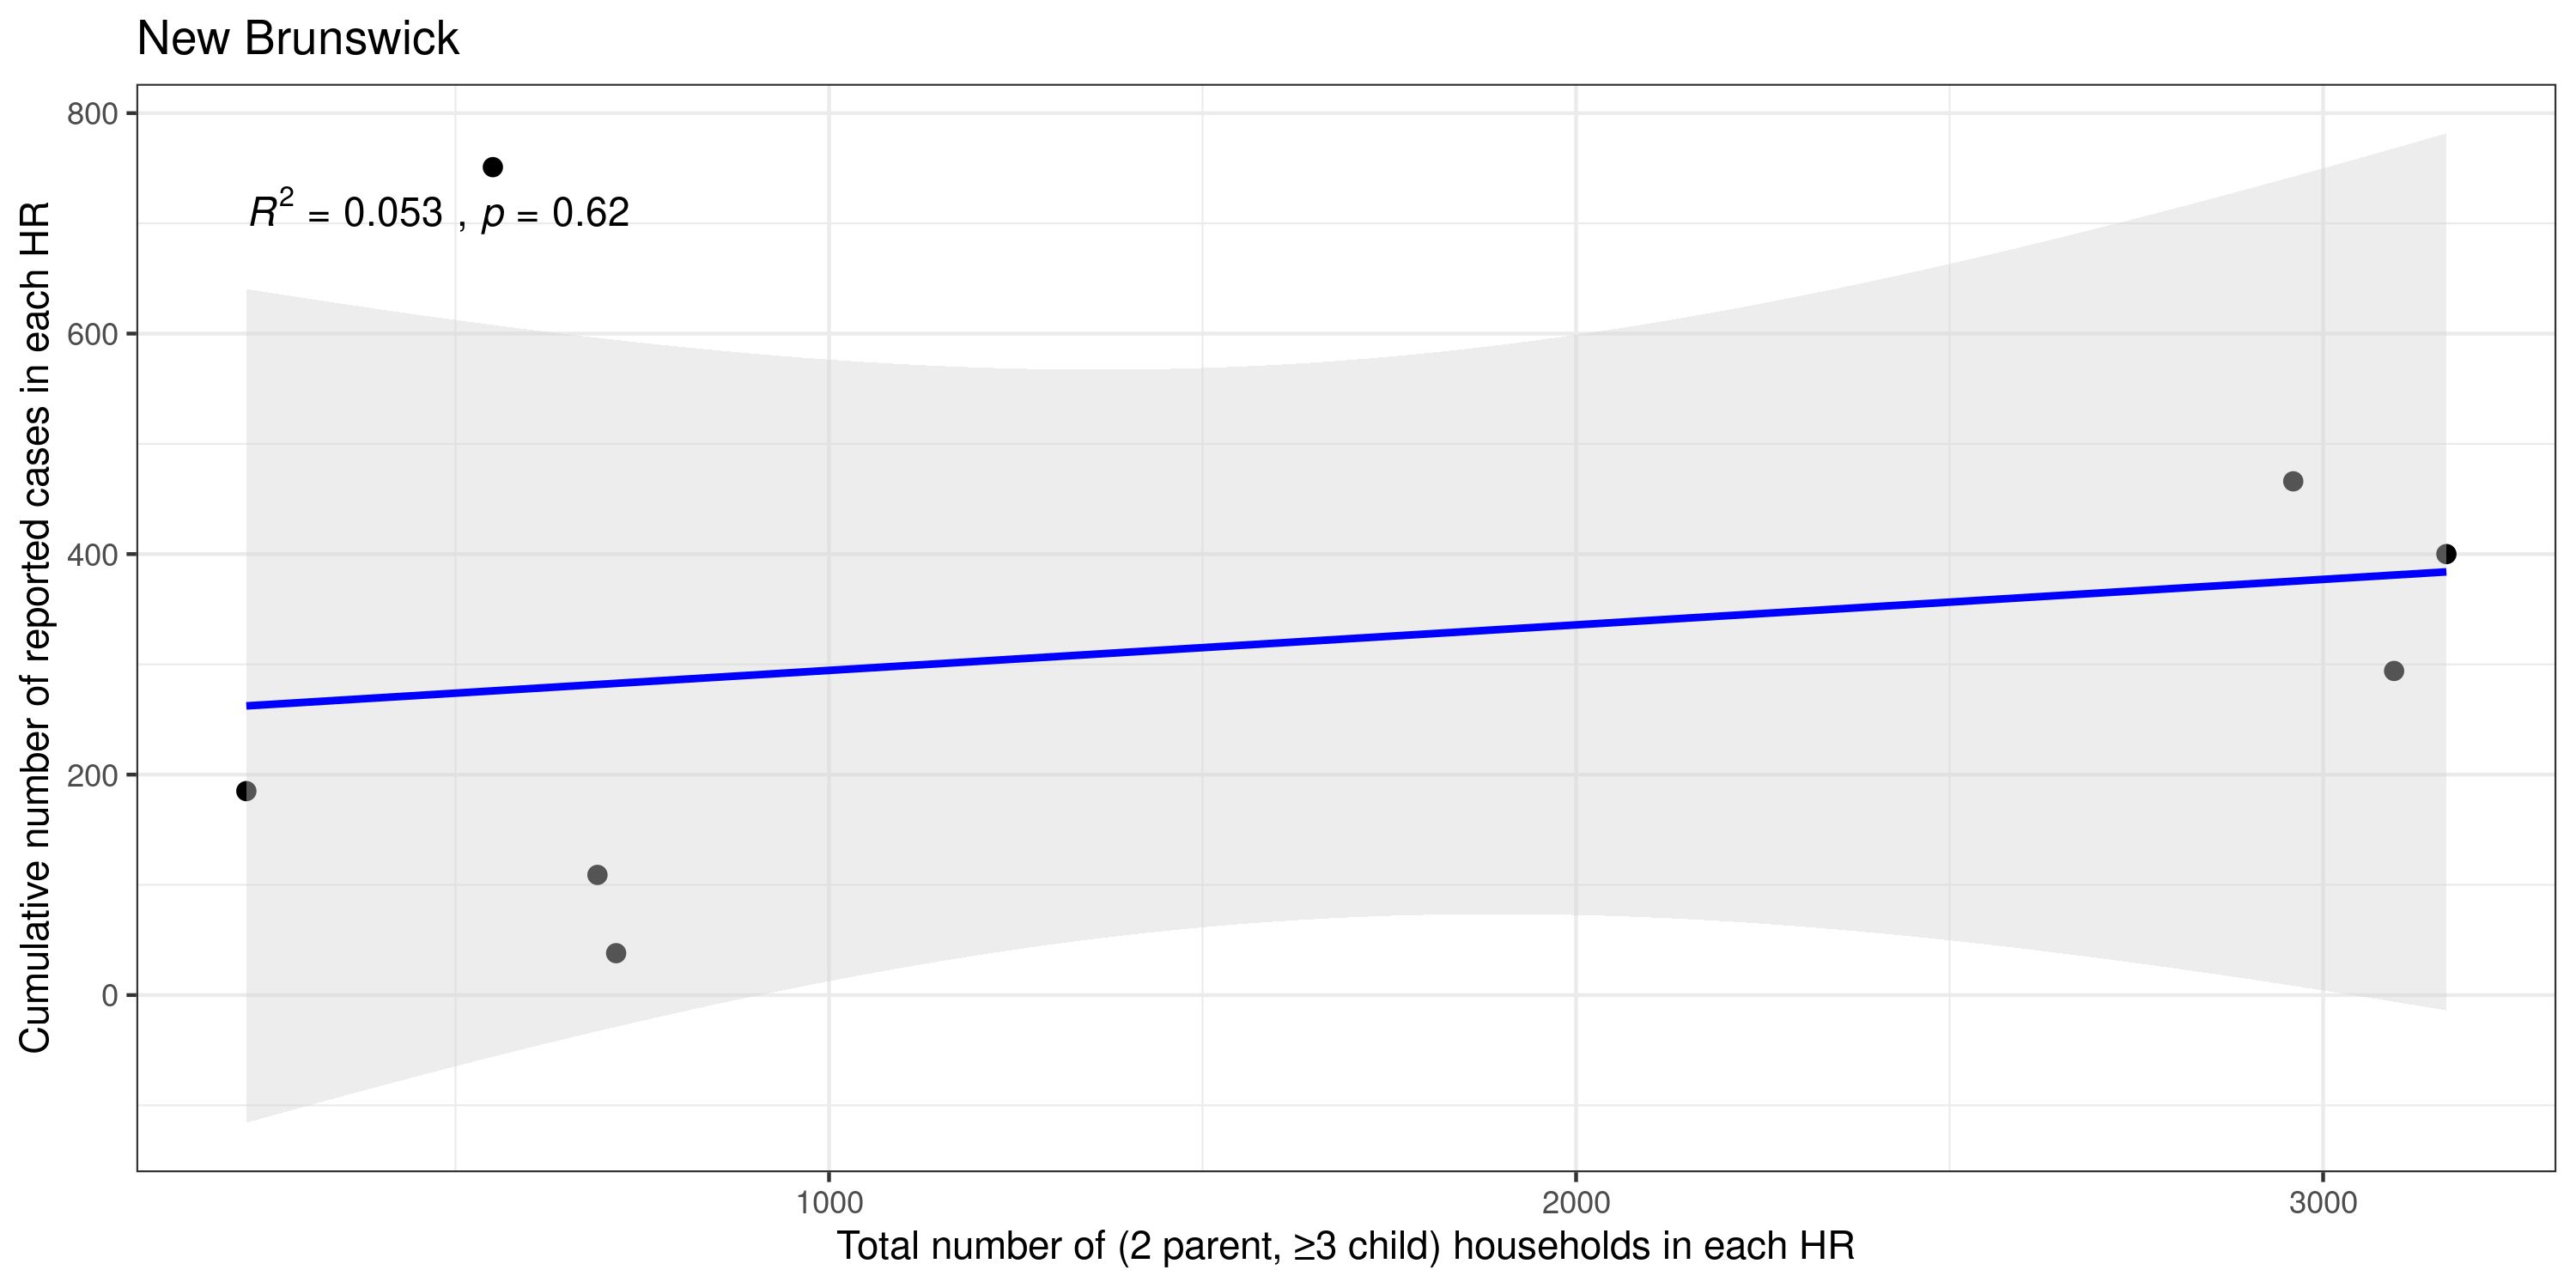 New Brunswick
Cumulative number of reported cases in each HR
800
600
400
200
0
R² = 0.053 , p = 0.62
1000 2000 3000
Total number of (2 parent, ≥3 child) households in each HR